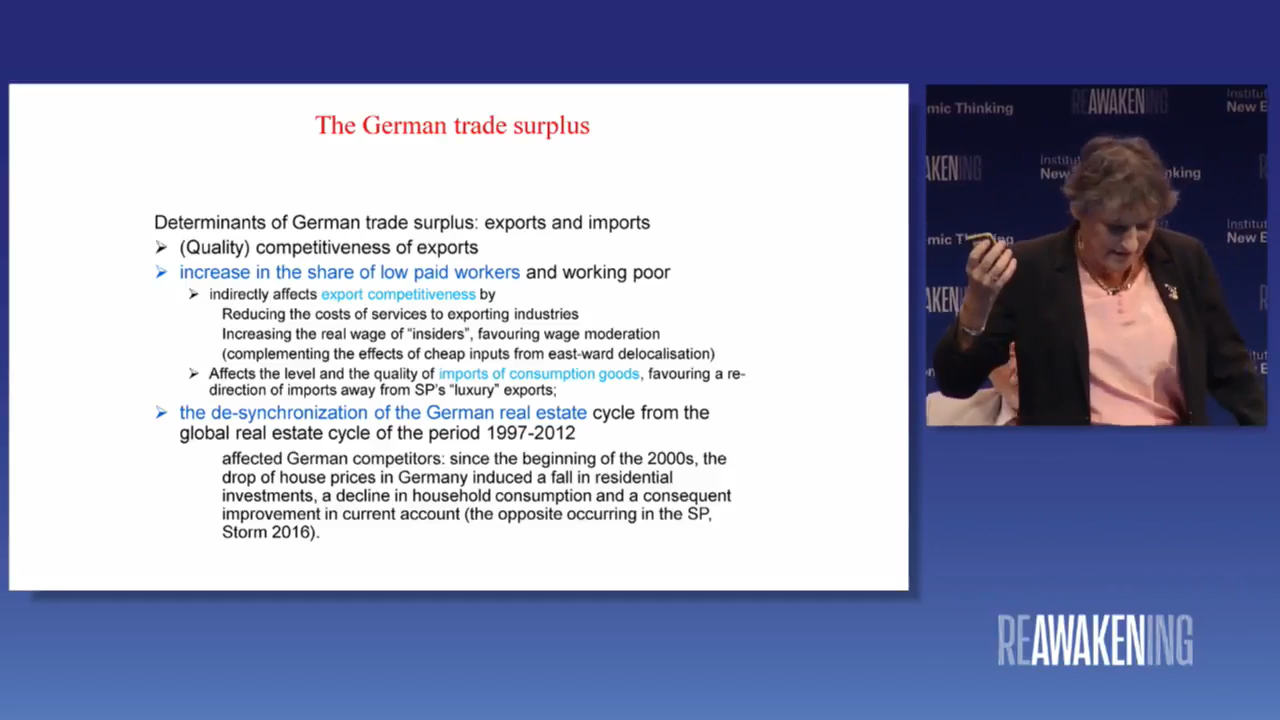 The German trade surplus
Determinants of German trade surplus: exports and imports
➢ (Quality) competitiveness of exports
➢ increase in the share of low paid workers and working poor
➢ indirectly affects export competitiveness by
Reducing the costs of services to exporting industries
Increasing the real wage of “insiders”, favouring wage moderation
(complementing the effects of cheap inputs from east-ward delocalisation)
➢ Affects the level and the quality of imports of consumption goods, favouring a re-
direction of imports away from SP’s “luxury” exports;
➢ the de-synchronization of the German real estate cycle from the
global real estate cycle of the period 1997-2012
affected German competitors: since the beginning of the 2000s, the
drop of house prices in Germany induced a fall in residential
investments, a decline in household consumption and a consequent
improvement in current account (the opposite occurring in the SP,
Storm 2016).
mic Thinking
REAWAKENING
Institut
New E
AKENING
Institut
New
nking
Institut
New E
mic Th
AKEN
REAWAKENING